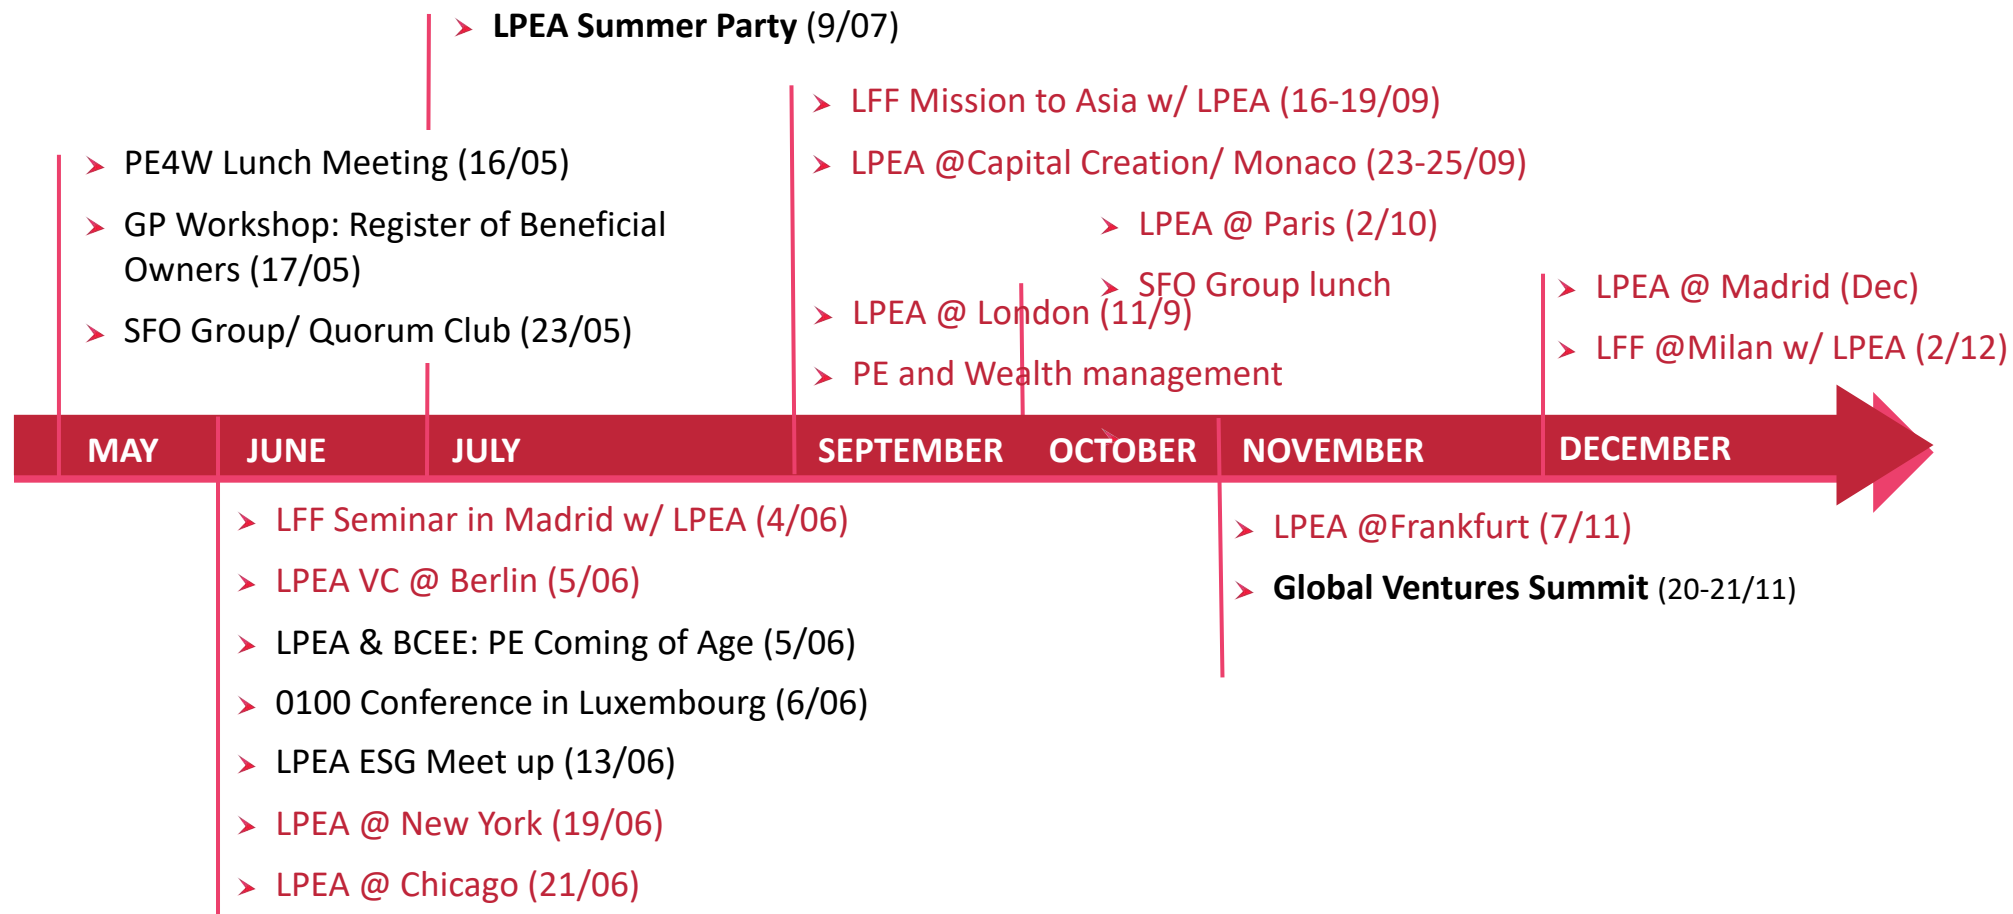 LPEA Summer Party (9/07)
LFF Mission to Asia w/ LPEA (16-19/09)
LPEA @Capital Creation/ Monaco (23-25/09)
PE4W Lunch Meeting (16/05)
GP Workshop: Register of Beneficial
Owners (17/05)
SFO Group/ Quorum Club (23/05)
LPEA @ Paris (2/10)
SFO Group lunch
LPEA @ London (11/9)
PE and Wealth management
LPEA @ Madrid (Dec)
LFF @Milan w/ LPEA (2/12)
MAY JUNE JULY SEPTEMBER OCTOBER NOVEMBER DECEMBER
LFF Seminar in Madrid w/ LPEA (4/06)
LPEA VC @ Berlin (5/06)
LPEA & BCEE: PE Coming of Age (5/06)
0100 Conference in Luxembourg (6/06)
LPEA ESG Meet up (13/06)
LPEA @ New York (19/06)
LPEA @ Chicago (21/06)
LPEA @Frankfurt (7/11)
Global Ventures Summit (20-21/11)